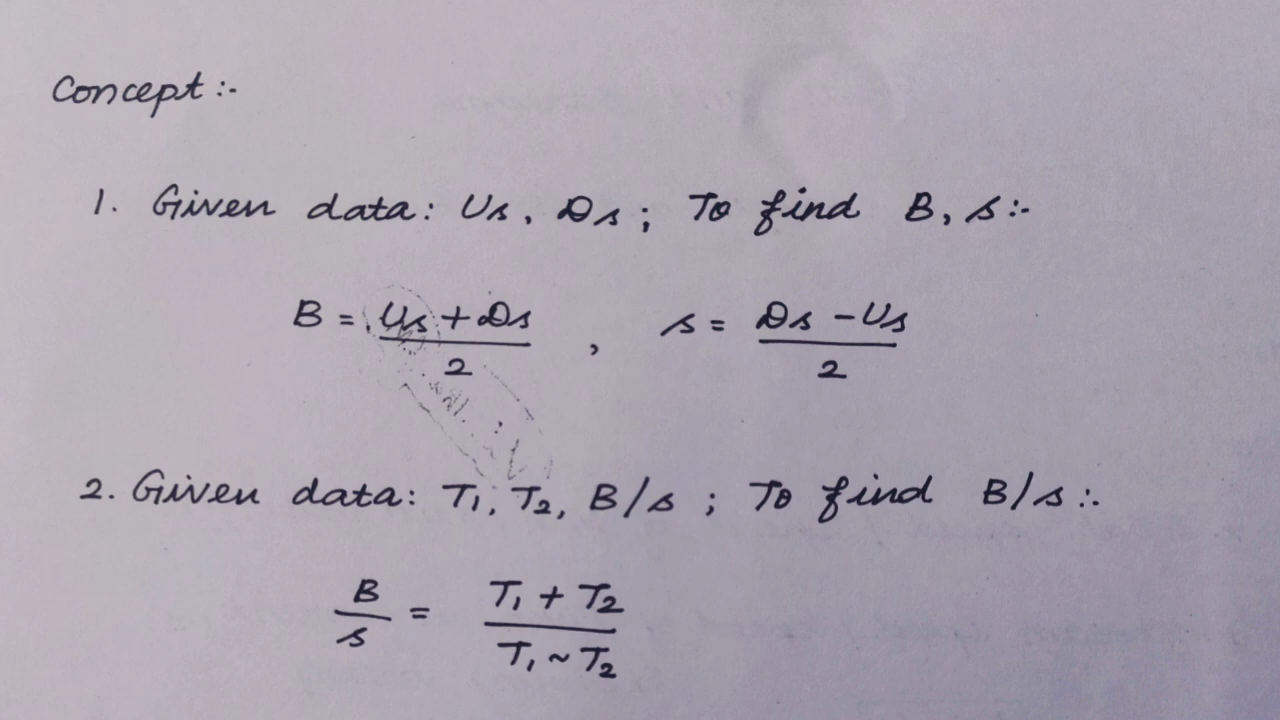 Concept :-
1. Given data: Us, Ds; To find B, s:-
B = Us + Ds / 2 , s = Ds - Us / 2
2. Given data: T1, T2, B/s ; To find B/s :-
B / s = T1 + T2 / T1 ~ T2